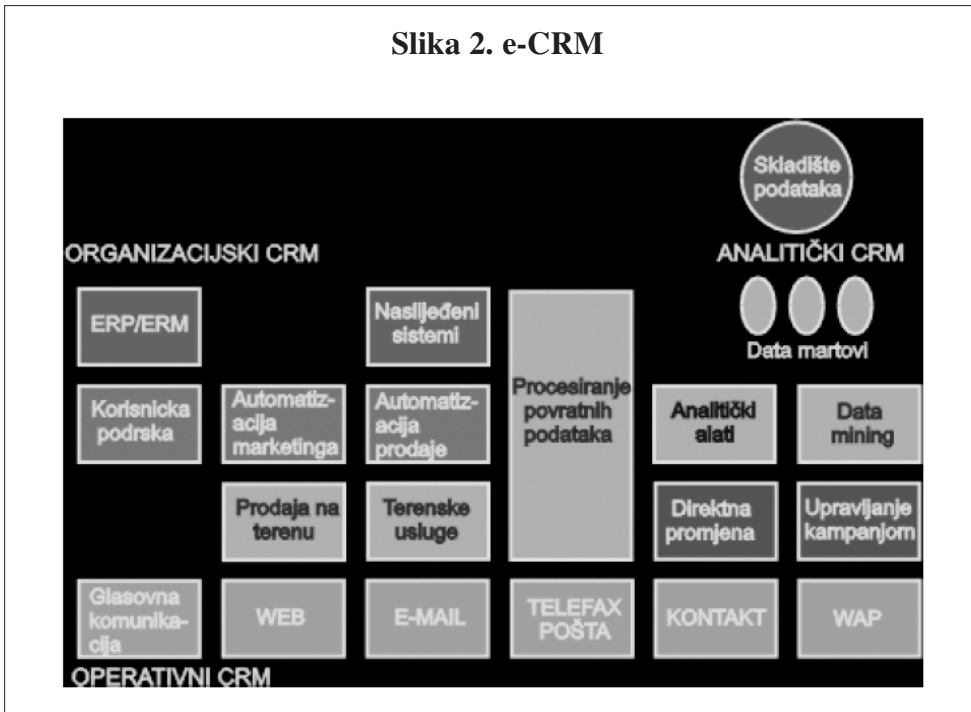 Slika 2. e-CRM
Skladište
podataka
ORGANIZACIJSKI CRM
ANALITIČKI CRM
ERP/ERM
Naslijeđeni
sistemi
Data martovi
Korisnicka
podrska
Automatiz-
acija
marketinga
Automatiz-
acija
prodaje
Procesiranje
povratnih
podataka
Analitički
alati
Data
mining
Prodaja na
terenu
Terenske
usluge
Direktna
promjena
Upravljanje
kampanjom
Glasovna
komunika-
cija
WEB
E-MAIL
TELEFAX
POŠTA
KONTAKT
WAP
OPERATIVNI CRM